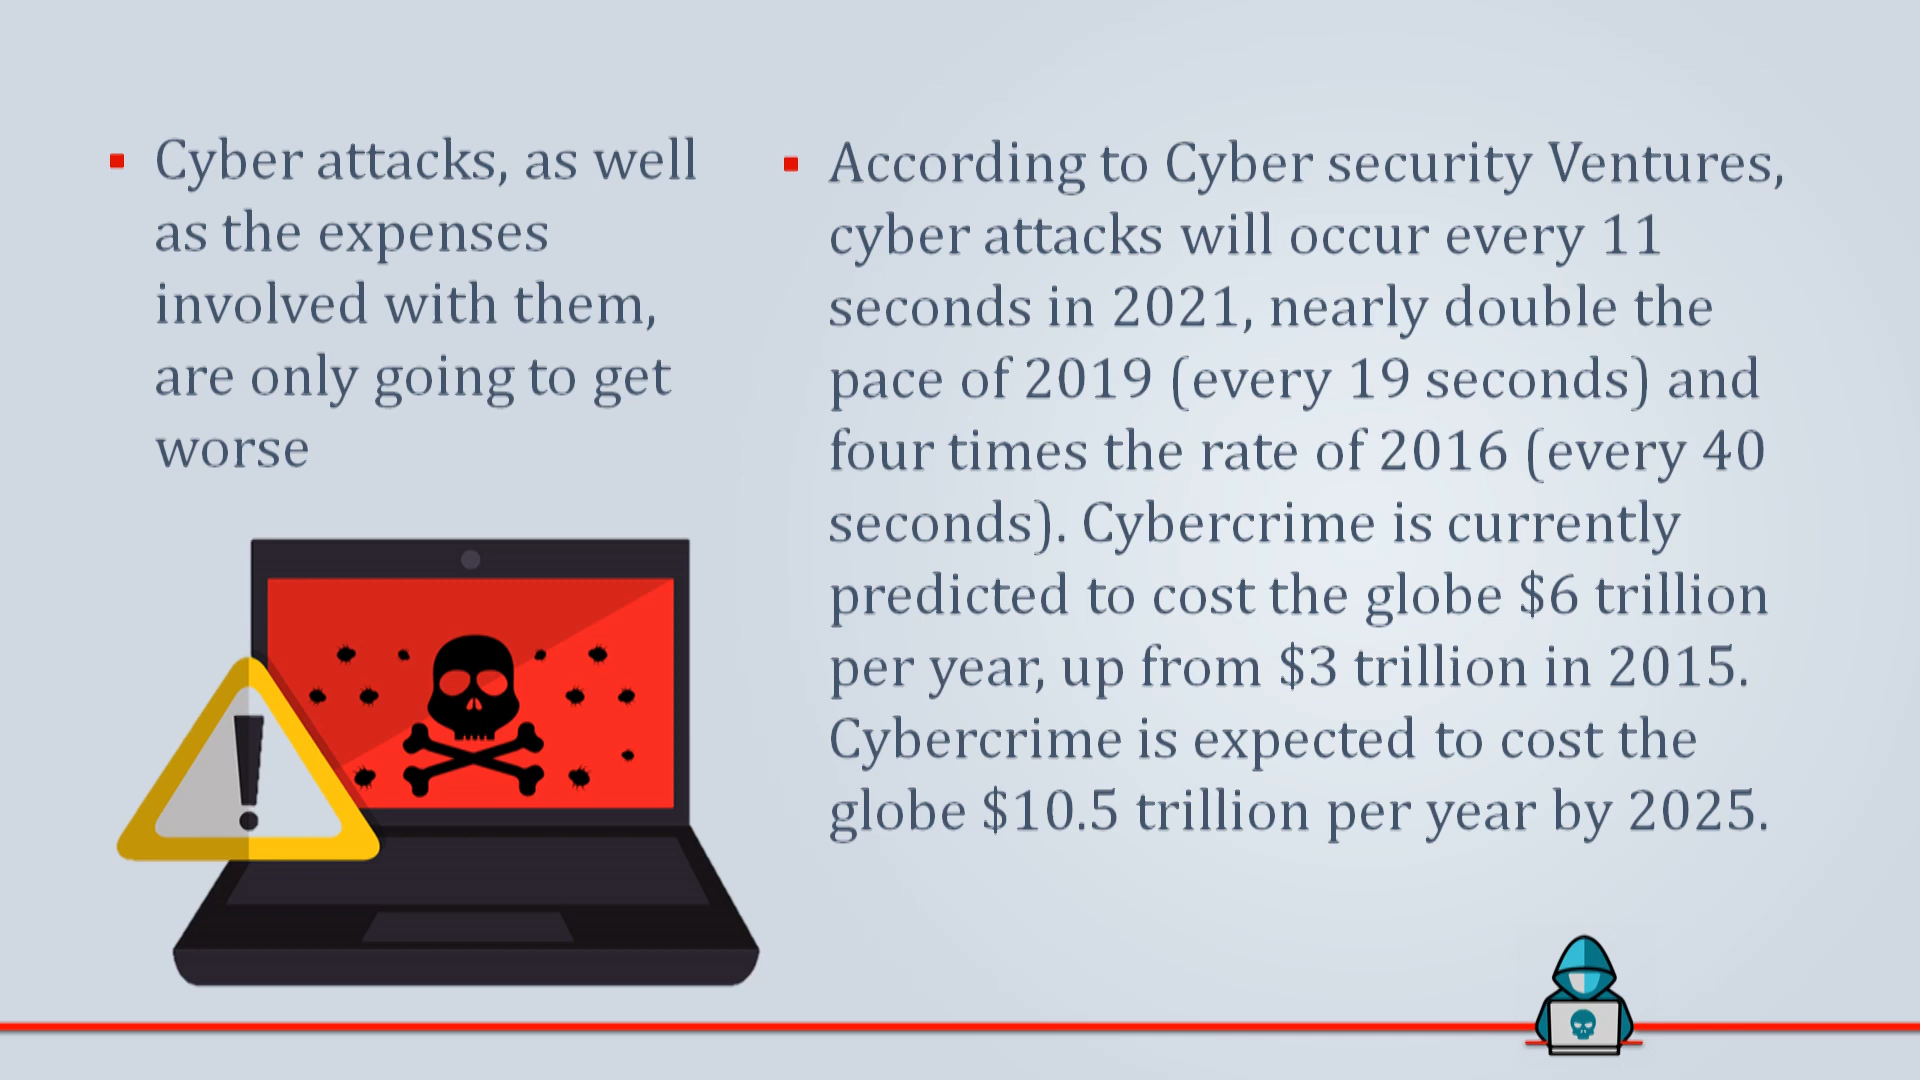 Cyber attacks, as well
as the expenses
involved with them,
are only going to get
worse
According to Cyber security Ventures,
cyber attacks will occur every 11
seconds in 2021, nearly double the
pace of 2019 (every 19 seconds) and
four times the rate of 2016 (every 40
seconds). Cybercrime is currently
predicted to cost the globe $6 trillion
per year, up from $3 trillion in 2015.
Cybercrime is expected to cost the
globe $10.5 trillion per year by 2025.